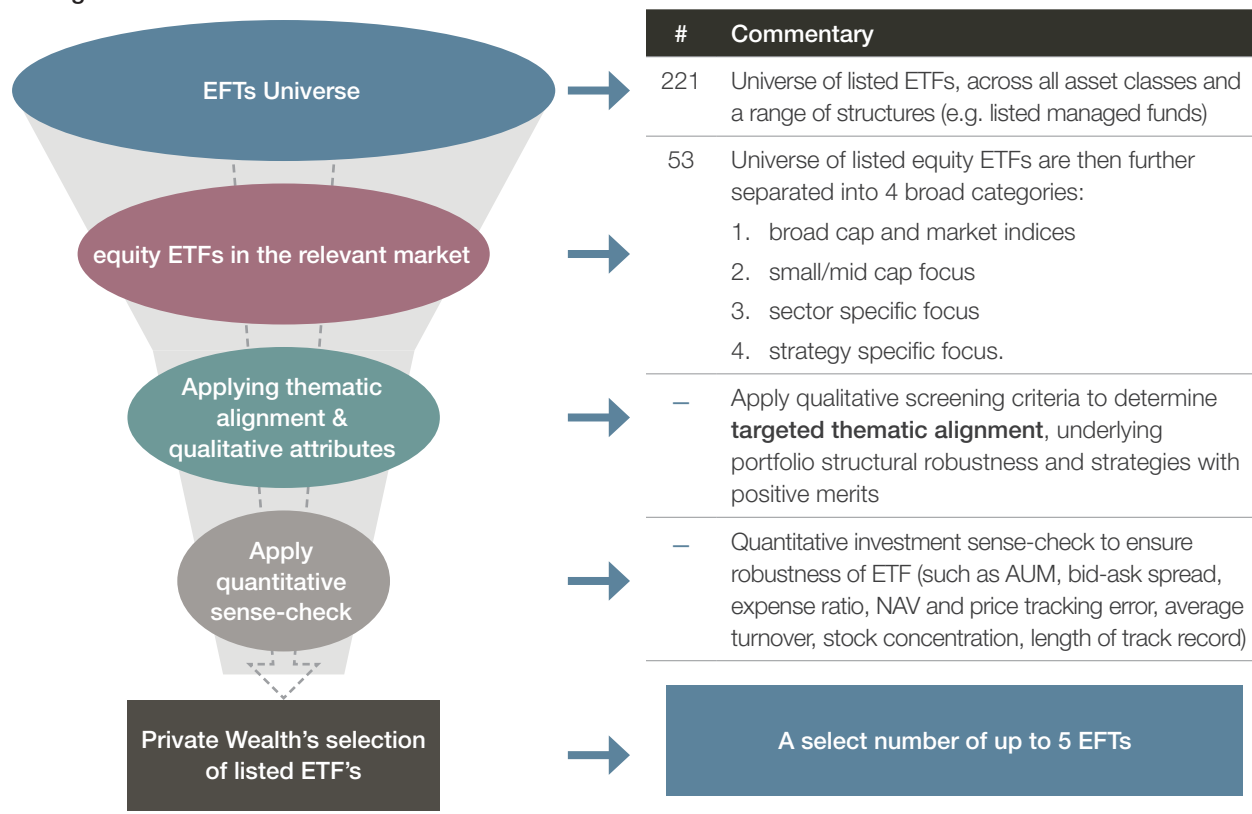 EFTs Universe
equity ETFs in the relevant market
Applying thematic
alignment &
qualitative attributes
Apply
quantitative
sense-check
Private Wealth’s selection
of listed ETF’s
# Commentary
221 Universe of listed ETFs, across all asset classes and
a range of structures (e.g. listed managed funds)
53 Universe of listed equity ETFs are then further
separated into 4 broad categories:
1. broad cap and market indices
2. small/mid cap focus
3. sector specific focus
4. strategy specific focus.
– Apply qualitative screening criteria to determine
targeted thematic alignment, underlying
portfolio structural robustness and strategies with
positive merits
– Quantitative investment sense-check to ensure
robustness of ETF (such as AUM, bid-ask spread,
expense ratio, NAV and price tracking error, average
turnover, stock concentration, length of track record)
A select number of up to 5 EFTs